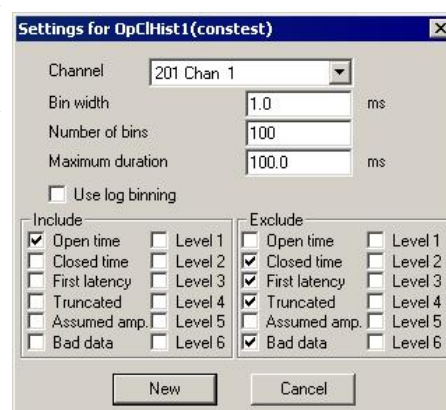 Settings for OpClHist1(constest)
Channel 201 Chan 1
Bin width 1.0 ms
Number of bins 100
Maximum duration 100.0 ms
Use log binning
Include Exclude
Open time Level 1 Open time Level 1
Closed time Level 2 Closed time Level 2
First latency Level 3 First latency Level 3
Truncated Level 4 Truncated Level 4
Assumed amp. Level 5 Assumed amp. Level 5
Bad data Level 6 Bad data Level 6
New Cancel